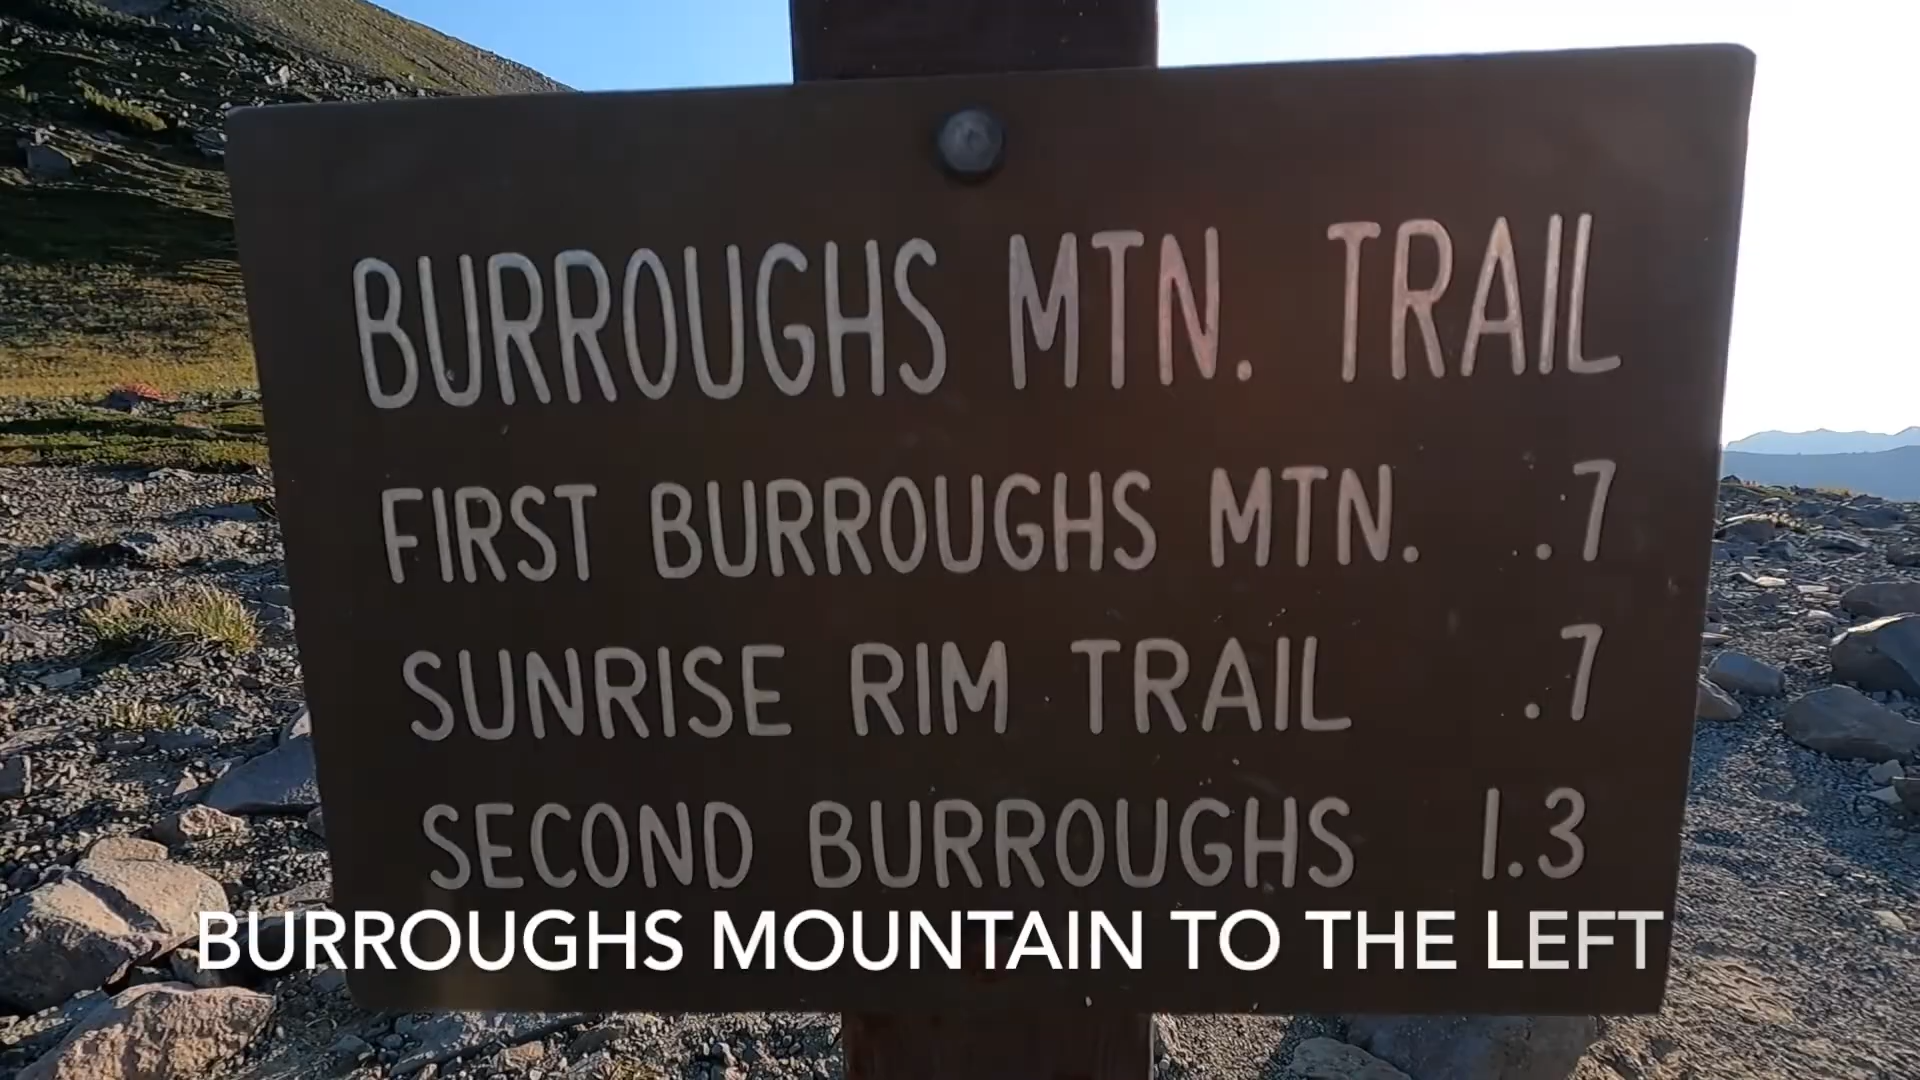 BURROUGHS MTN. TRAIL
FIRST BURROUGHS MTN. .7
SUNRISE RIM TRAIL .7
SECOND BURROUGHS 1.3
BURROUGHS MOUNTAIN TO THE LEFT